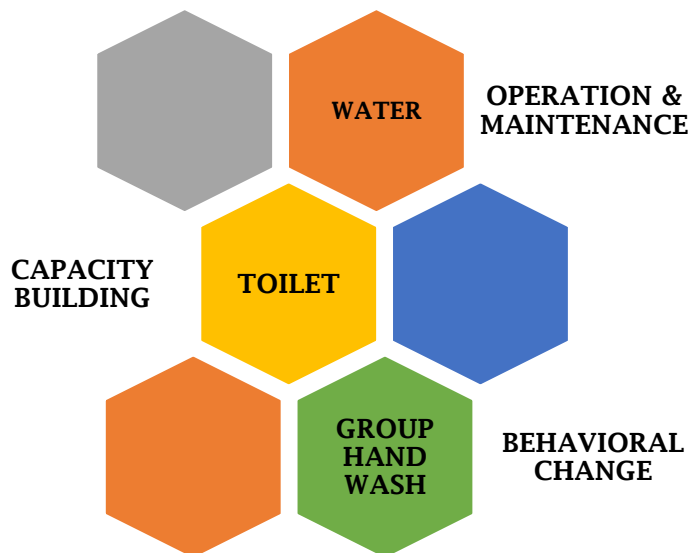 WATER
OPERATION &
MAINTENANCE
CAPACITY
BUILDING
TOILET
GROUP
HAND
WASH
BEHAVIORAL
CHANGE